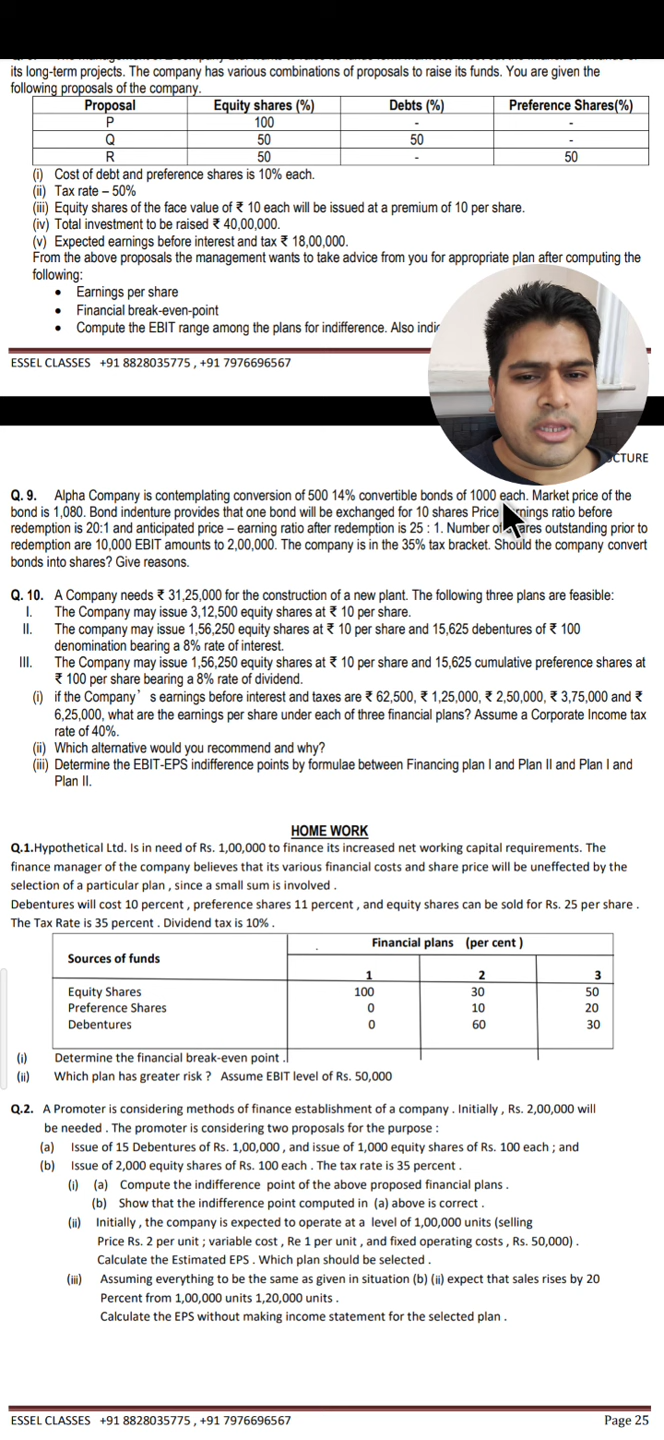 its long-term projects. The company has various combinations of proposals to raise its funds. You are given the
following proposals of the company.
Proposal Equity shares (%) Debts (%) Preference Shares(%)
P 100 - -
Q 50 50 -
R 50 - 50
(i) Cost of debt and preference shares is 10% each.
(ii) Tax rate – 50%
(iii) Equity shares of the face value of ₹ 10 each will be issued at a premium of 10 per share.
(iv) Total investment to be raised ₹ 40,00,000.
(v) Expected earnings before interest and tax ₹ 18,00,000.
From the above proposals the management wants to take advice from you for appropriate plan after computing the
following:
• Earnings per share
• Financial break-even-point
• Compute the EBIT range among the plans for indifference. Also
ESSEL CLASSES +91 8828035775 , +91 7976696567
CTURE
Q. 9. Alpha Company is contemplating conversion of 500 14% convertible bonds of 1000 each. Market price of the
bond is 1,080. Bond indenture provides that one bond will be exchanged for 10 shares Price rnings ratio before
redemption is 20:1 and anticipated price – earning ratio after redemption is 25 : 1. Number of ares outstanding prior to
redemption are 10,000 EBIT amounts to 2,00,000. The company is in the 35% tax bracket. Should the company convert
bonds into shares? Give reasons.
Q. 10. A Company needs ₹ 31,25,000 for the construction of a new plant. The following three plans are feasible:
I. The Company may issue 3,12,500 equity shares at ₹ 10 per share.
II. The company may issue 1,56,250 equity shares at ₹ 10 per share and 15,625 debentures of ₹ 100
denomination bearing a 8% rate of interest.
III. The Company may issue 1,56,250 equity shares at ₹ 10 per share and 15,625 cumulative preference shares at
₹ 100 per share bearing a 8% rate of dividend.
(i) if the Company’ s earnings before interest and taxes are ₹ 62,500, ₹ 1,25,000, ₹ 2,50,000, ₹ 3,75,000 and ₹
6,25,000, what are the earnings per share under each of three financial plans? Assume a Corporate Income tax
rate of 40%.
(ii) Which alternative would you recommend and why?
(iii) Determine the EBIT-EPS indifference points by formulae between Financing plan I and Plan II and Plan I and
Plan II.
HOME WORK
Q.1.Hypothetical Ltd. Is in need of Rs. 1,00,000 to finance its increased net working capital requirements. The
finance manager of the company believes that its various financial costs and share price will be uneffected by the
selection of a particular plan , since a small sum is involved .
Debentures will cost 10 percent , preference shares 11 percent , and equity shares can be sold for Rs. 25 per share .
The Tax Rate is 35 percent . Dividend tax is 10% .
Sources of funds Financial plans (per cent )
1 2 3
Equity Shares 100 30 50
Preference Shares 0 10 20
Debentures 0 60 30
(i) Determine the financial break-even point .
(ii) Which plan has greater risk ? Assume EBIT level of Rs. 50,000
Q.2. A Promoter is considering methods of finance establishment of a company . Initially , Rs. 2,00,000 will
be needed . The promoter is considering two proposals for the purpose :
(a) Issue of 15 Debentures of Rs. 1,00,000 , and issue of 1,000 equity shares of Rs. 100 each ; and
(b) Issue of 2,000 equity shares of Rs. 100 each . The tax rate is 35 percent .
(i) (a) Compute the indifference point of the above proposed financial plans .
(b) Show that the indifference point computed in (a) above is correct .
(ii) Initially , the company is expected to operate at a level of 1,00,000 units (selling
Price Rs. 2 per unit ; variable cost , Re 1 per unit , and fixed operating costs , Rs. 50,000) .
Calculate the Estimated EPS . Which plan should be selected .
(iii) Assuming everything to be the same as given in situation (b) (ii) expect that sales rises by 20
Percent from 1,00,000 units 1,20,000 units .
Calculate the EPS without making income statement for the selected plan .
ESSEL CLASSES +91 8828035775 , +91 7976696567 Page 25